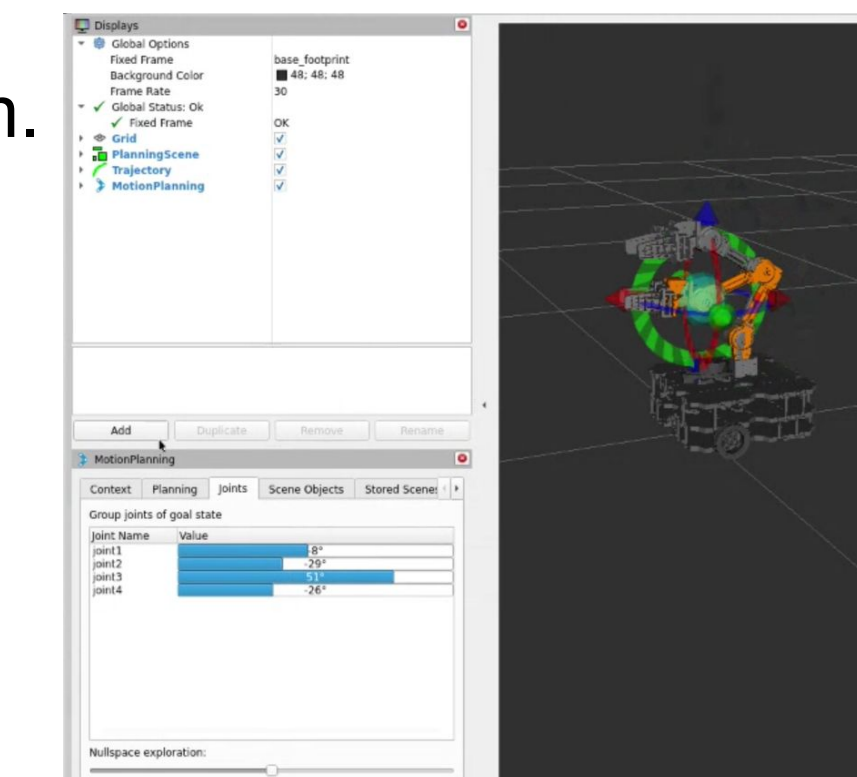 n.
Displays
Global Options
Fixed Frame base_footprint
Background Color 48; 48; 48
Frame Rate 30
Global Status: Ok
Fixed Frame OK
Grid
PlanningScene
Trajectory
MotionPlanning
Add Duplicate Remove Rename
MotionPlanning
Context Planning Joints Scene Objects Stored Scene
Group joints of goal state
Joint Name Value
joint1 -8°
joint2 -29°
joint3 51°
joint4 -26°
Nullspace exploration: